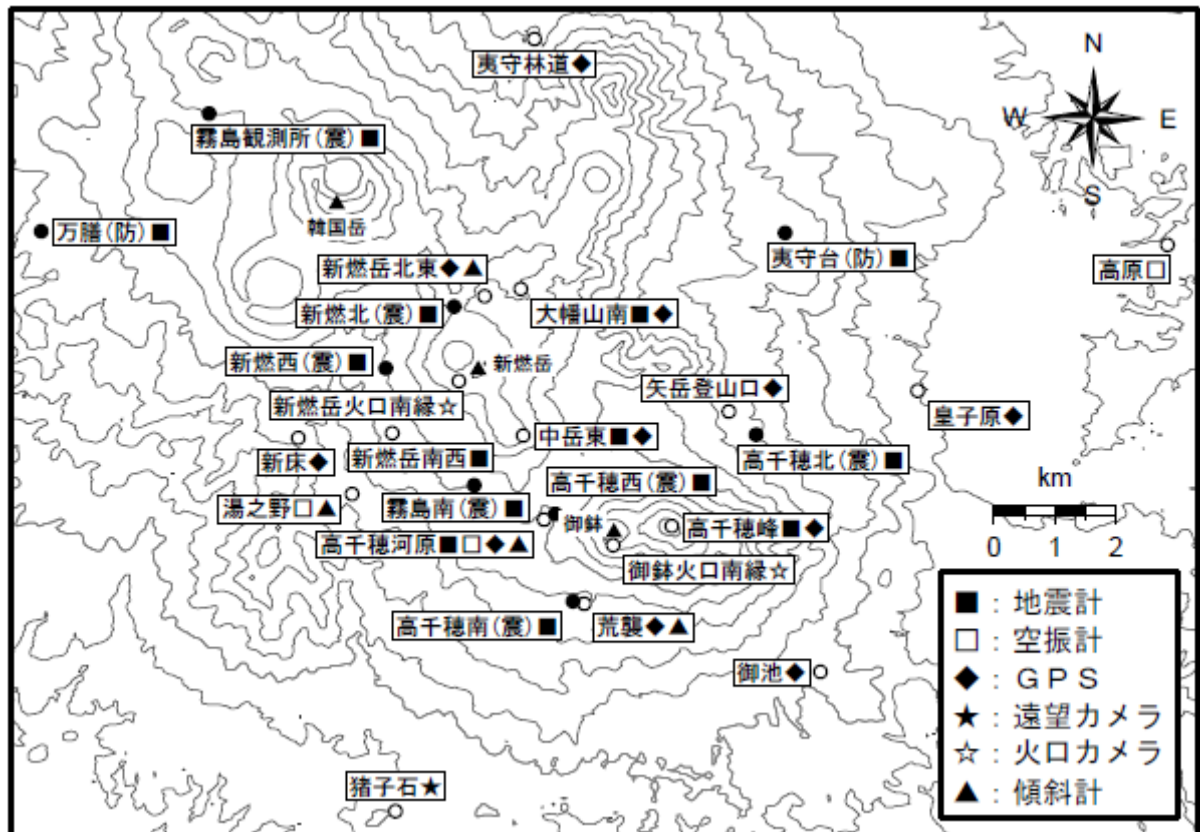 夷守林道◆
N
W
E
S
霧島観測所(震)■
韓国岳
万膳(防)■
夷守台(防)■
高原□
新燃岳北東◆▲
新燃北(震)■
大幡山南■◆
新燃西(震)■
新燃岳
新燃岳火口南縁☆
矢岳登山口◆
皇子原◆
新床◆
新燃岳南西■
中岳東■◆
高千穂北(震)■
高千穂西(震)■
湯之野□▲
霧島南(震)■
御鉢
高千穂峰■◆
高千穂河原■□◆▲
御鉢火口南縁☆
km
0 1 2
高千穂南(震)■
荒襲◆▲
御池◆
猪子石★
■：地震計
□：空振計
◆：ＧＰＳ
★：遠望カメラ
☆：火口カメラ
▲：傾斜計